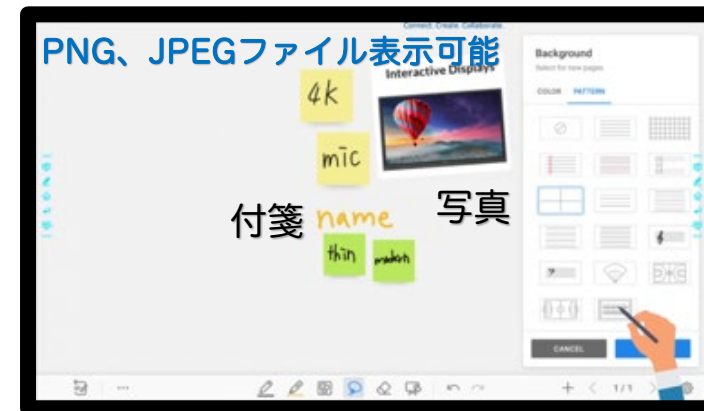 Connect. Create. Collaborate.
PNG、JPEGファイル表示可能
Interactive Displays
4k
mic
付箋
name
写真
thin
Background
Select for new pages
COLOR PATTERN
CANCEL
1/1